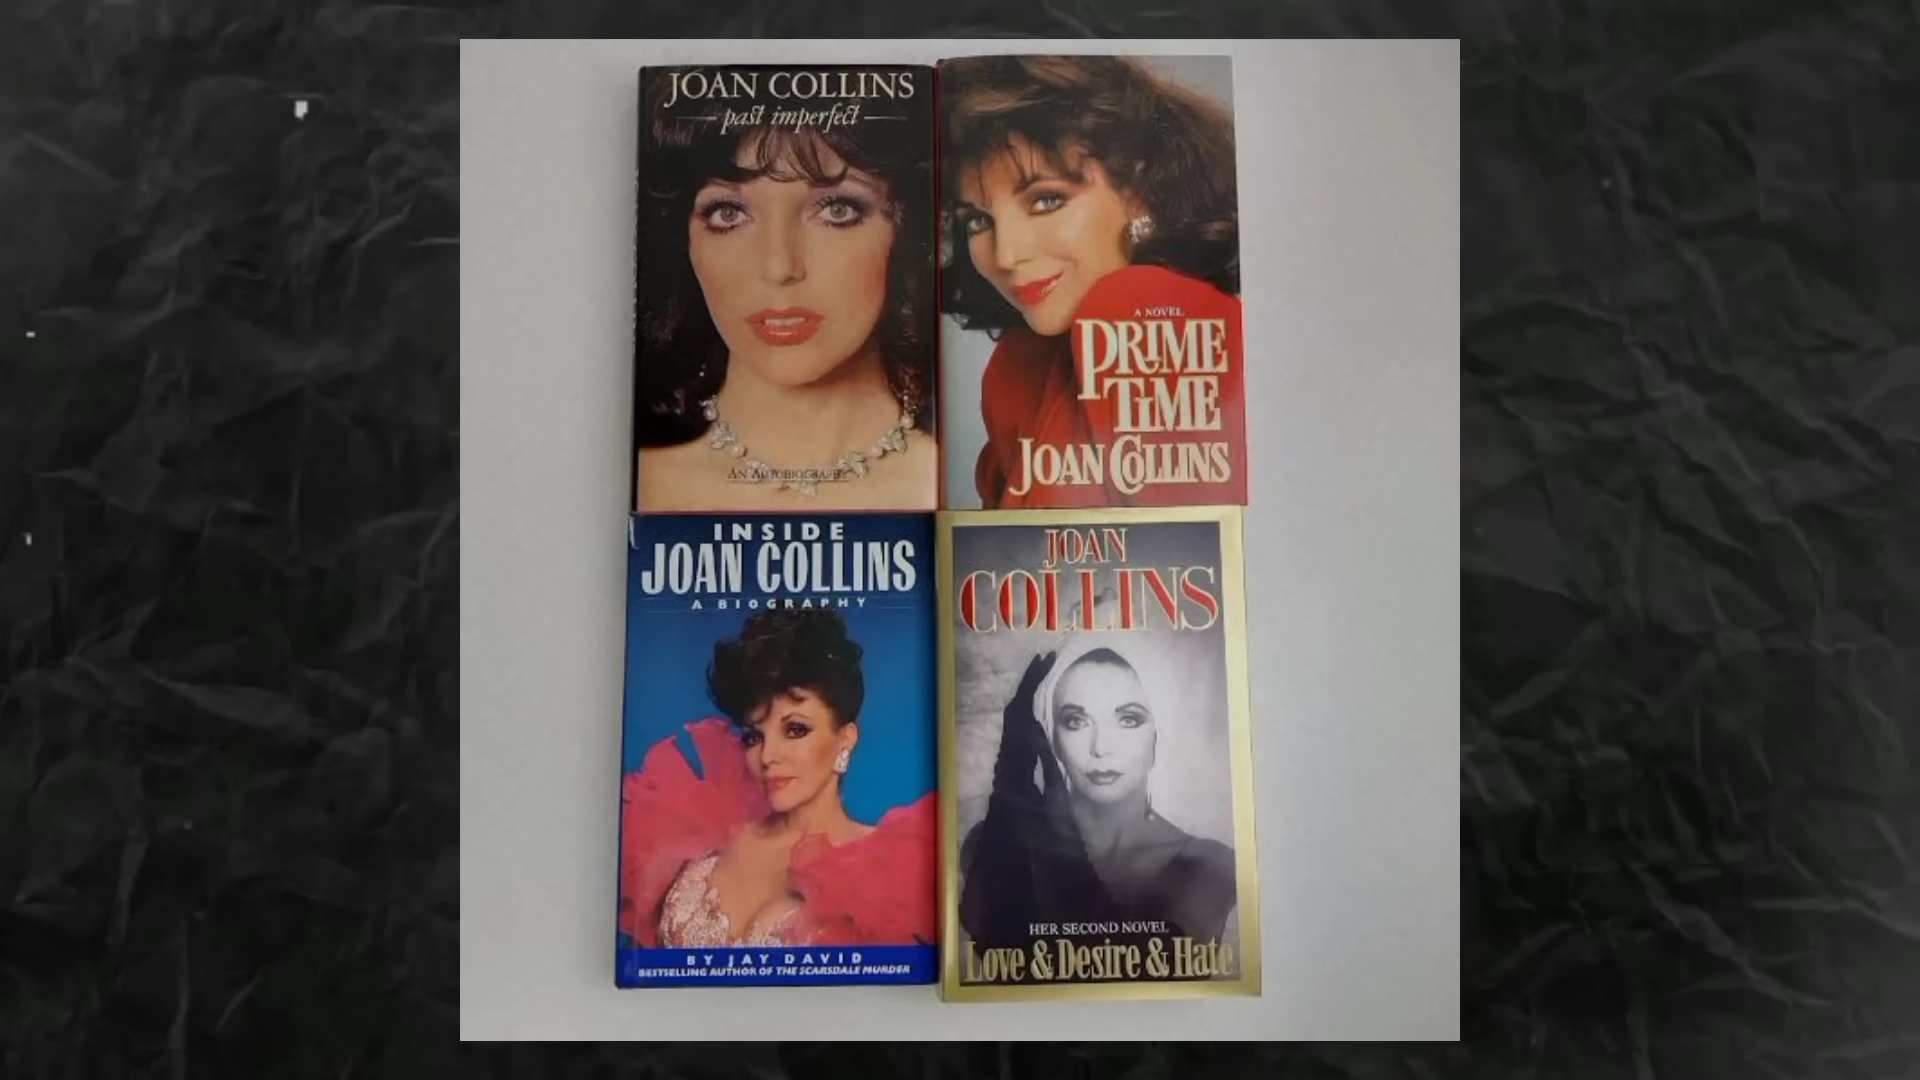 JOAN COLLINS
past imperfect
AN AUTOBIOGRAPHY
A NOVEL
PRIME
TIME
JOAN COLLINS
INSIDE
JOAN COLLINS
A BIOGRAPHY
BY JAY DAVID
BESTSELLING AUTHOR OF THE SCARSDALE MURDER
JOAN
COLLINS
HER SECOND NOVEL
Love & Desire & Hate